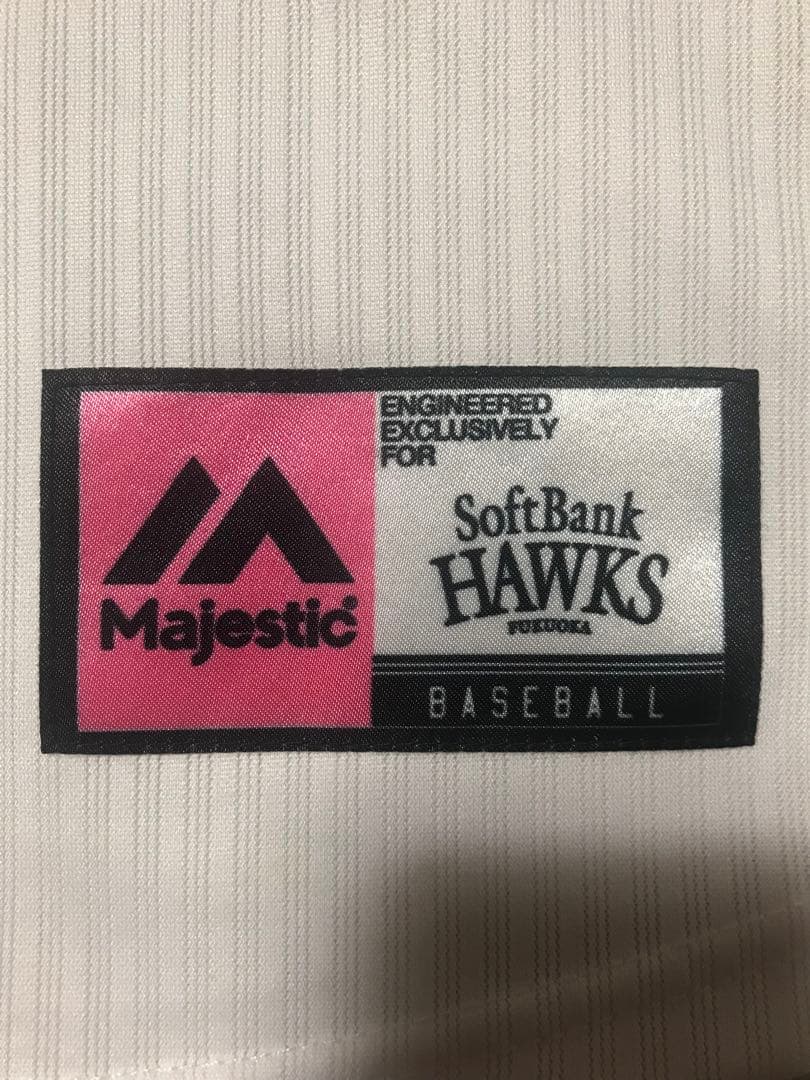 Majestic
ENGINEERED
EXCLUSIVELY
FOR
SoftBank
HAWKS
FUKUOKA
BASEBALL